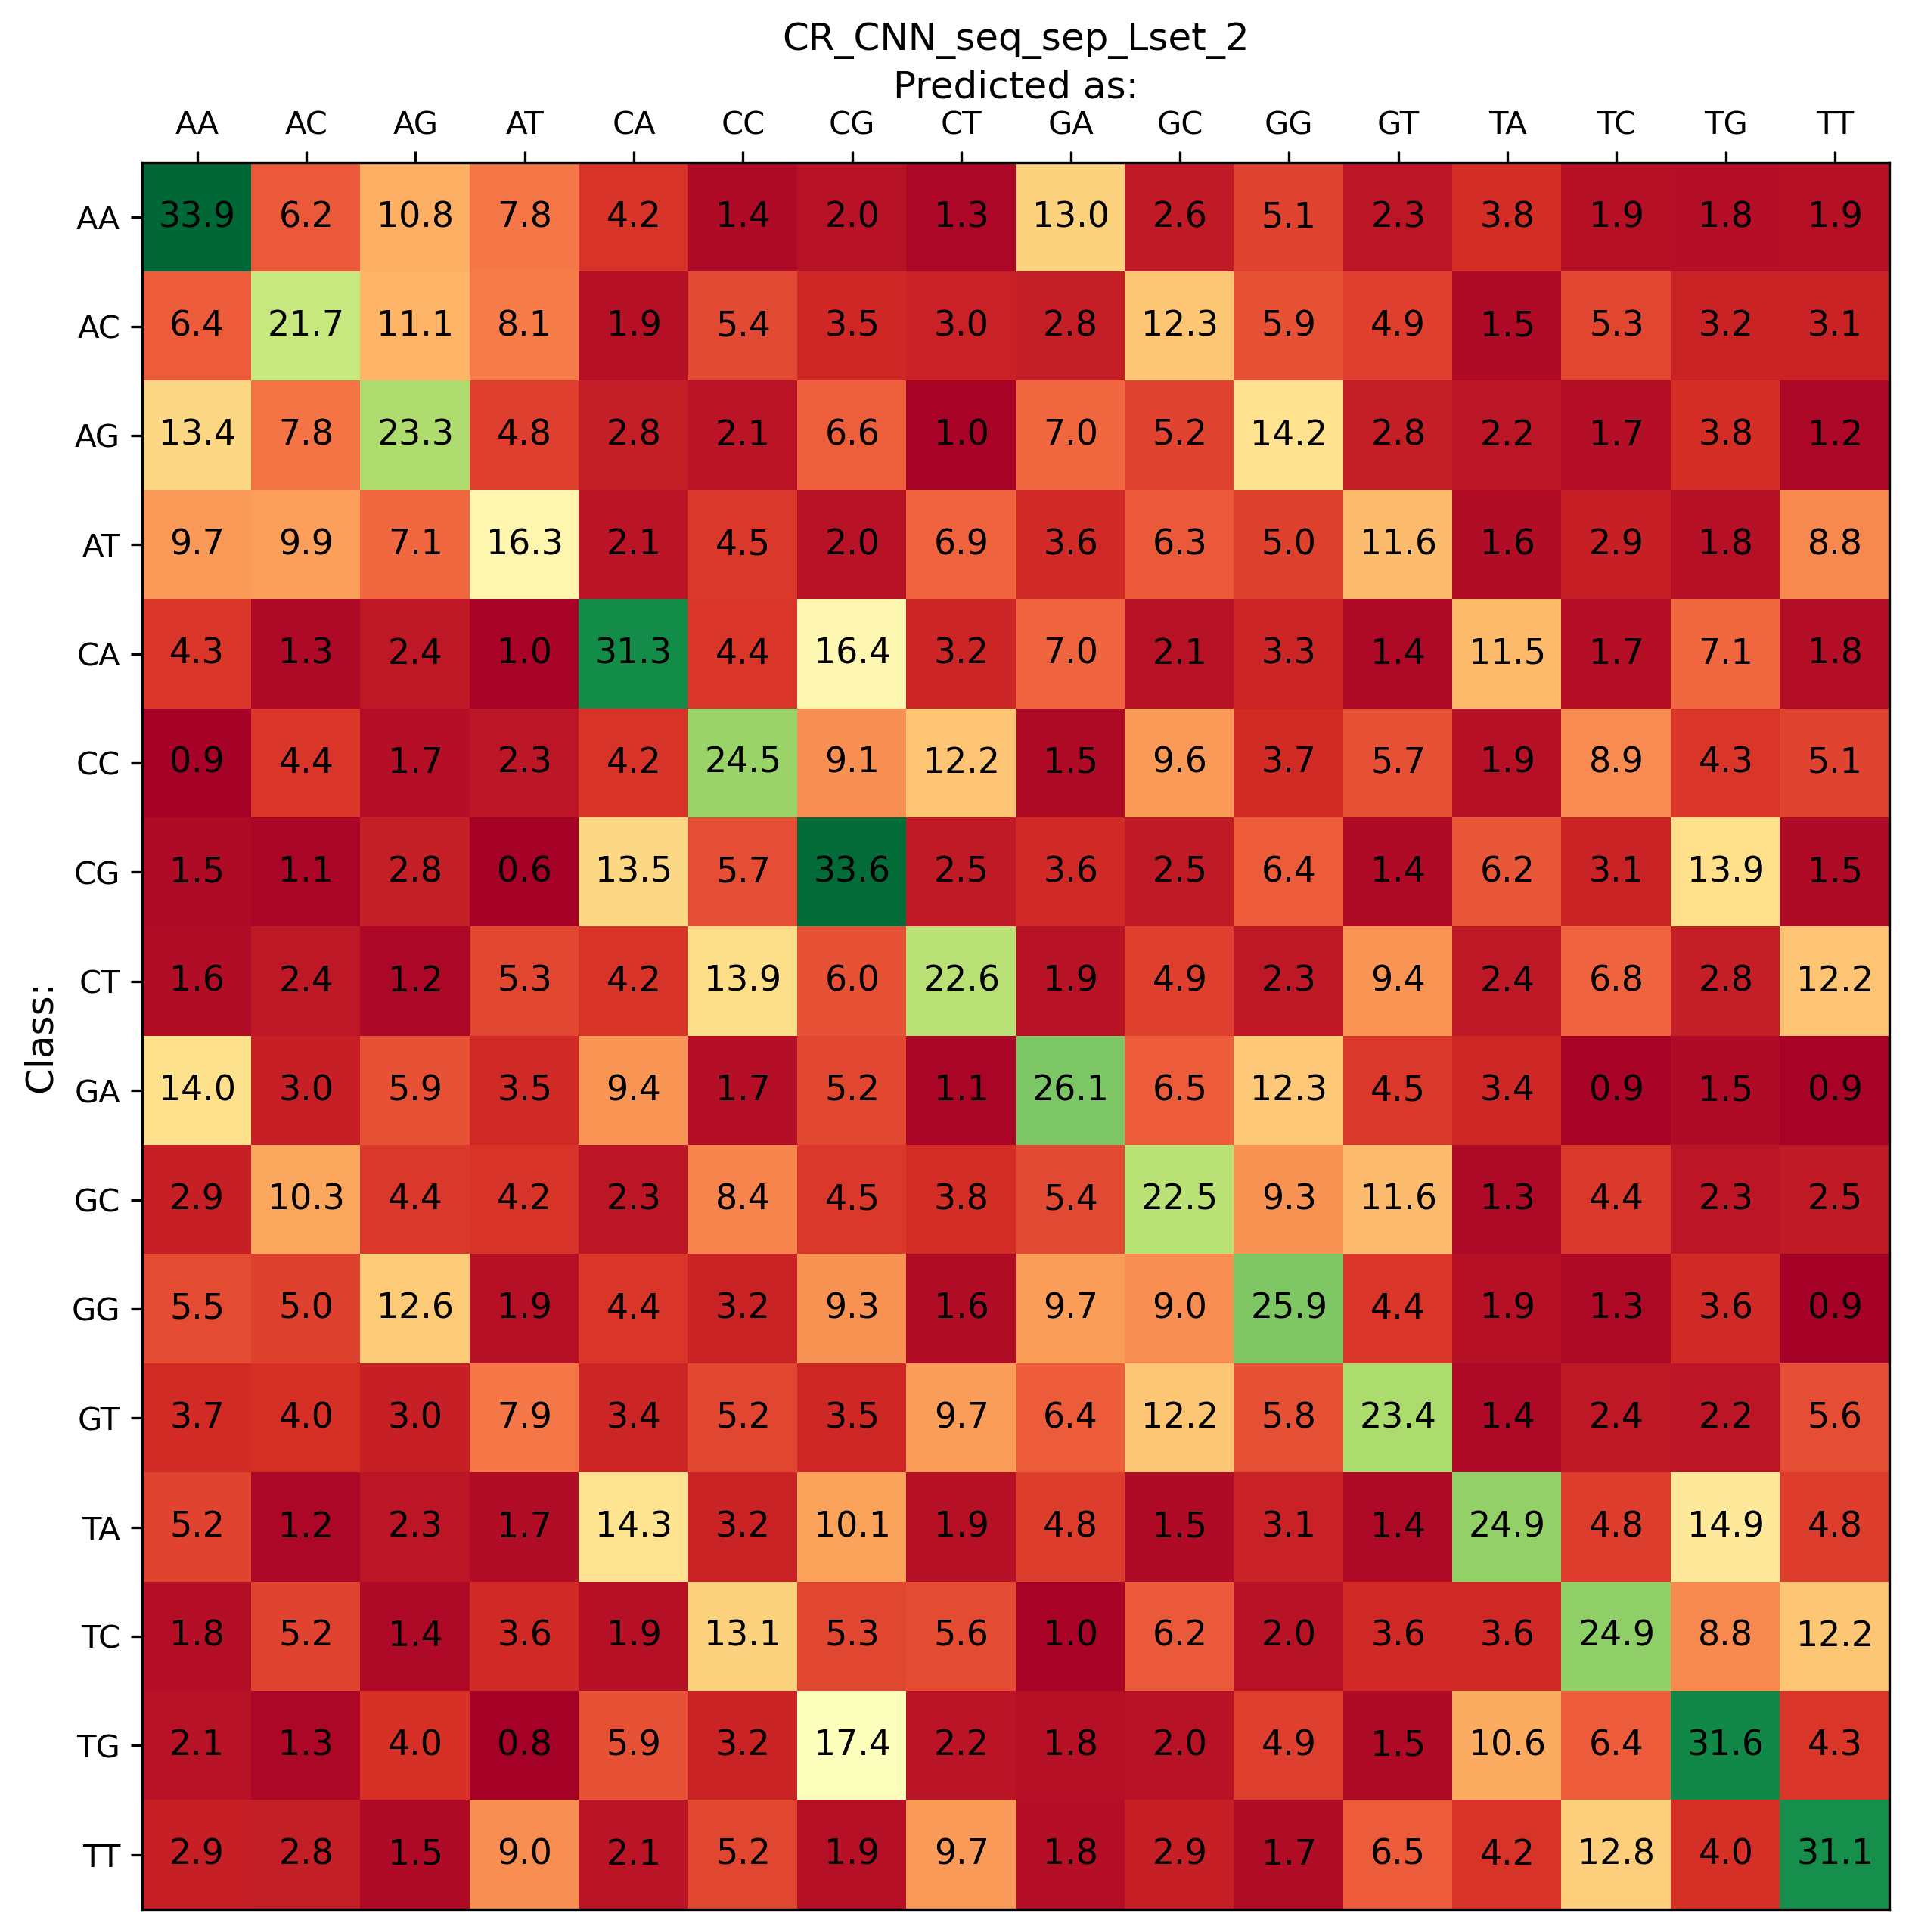 CR_CNN_seq_sep_Lset_2
Predicted as:
AA AC AG AT CA CC CG CT GA GC GG GT TA TC TG TT
AA 33.9 6.2 10.8 7.8 4.2 1.4 2.0 1.3 13.0 2.6 5.1 2.3 3.8 1.9 1.8 1.9
AC 6.4 21.7 11.1 8.1 1.9 5.4 3.5 3.0 2.8 12.3 5.9 4.9 1.5 5.3 3.2 3.1
AG 13.4 7.8 23.3 4.8 2.8 2.1 6.6 1.0 7.0 5.2 14.2 2.8 2.2 1.7 3.8 1.2
AT 9.7 9.9 7.1 16.3 2.1 4.5 2.0 6.9 3.6 6.3 5.0 11.6 1.6 2.9 1.8 8.8
CA 4.3 1.3 2.4 1.0 31.3 4.4 16.4 3.2 7.0 2.1 3.3 1.4 11.5 1.7 7.1 1.8
CC 0.9 4.4 1.7 2.3 4.2 24.5 9.1 12.2 1.5 9.6 3.7 5.7 1.9 8.9 4.3 5.1
CG 1.5 1.1 2.8 0.6 13.5 5.7 33.6 2.5 3.6 2.5 6.4 1.4 6.2 3.1 13.9 1.5
CT 1.6 2.4 1.2 5.3 4.2 13.9 6.0 22.6 1.9 4.9 2.3 9.4 2.4 6.8 2.8 12.2
Class:
GA 14.0 3.0 5.9 3.5 9.4 1.7 5.2 1.1 26.1 6.5 12.3 4.5 3.4 0.9 1.5 0.9
GC 2.9 10.3 4.4 4.2 2.3 8.4 4.5 3.8 5.4 22.5 9.3 11.6 1.3 4.4 2.3 2.5
GG 5.5 5.0 12.6 1.9 4.4 3.2 9.3 1.6 9.7 9.0 25.9 4.4 1.9 1.3 3.6 0.9
GT 3.7 4.0 3.0 7.9 3.4 5.2 3.5 9.7 6.4 12.2 5.8 23.4 1.4 2.4 2.2 5.6
TA 5.2 1.2 2.3 1.7 14.3 3.2 10.1 1.9 4.8 1.5 3.1 1.4 24.9 4.8 14.9 4.8
TC 1.8 5.2 1.4 3.6 1.9 13.1 5.3 5.6 1.0 6.2 2.0 3.6 3.6 24.9 8.8 12.2
TG 2.1 1.3 4.0 0.8 5.9 3.2 17.4 2.2 1.8 2.0 4.9 1.5 10.6 6.4 31.6 4.3
TT 2.9 2.8 1.5 9.0 2.1 5.2 1.9 9.7 1.8 2.9 1.7 6.5 4.2 12.8 4.0 31.1